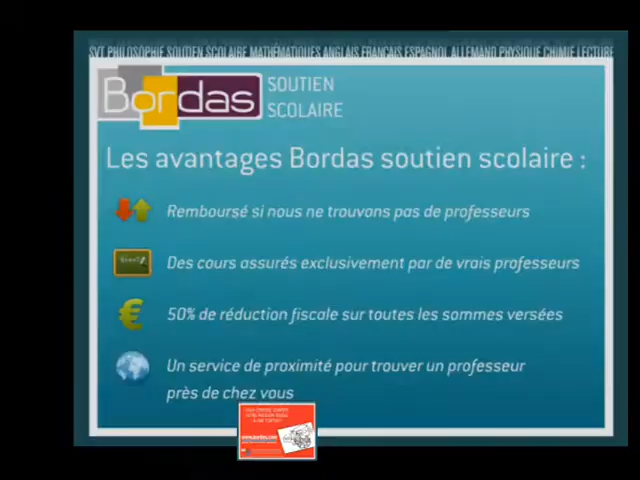 SVT PHILOSOPHIE SOUTIEN SCOLAIRE MATHÉMATIQUES ANGLAIS FRANÇAIS ESPAGNOL ALLEMAND PHYSIQUE CHIMIE LECTURE
Bordas
SOUTIEN
SCOLAIRE
Les avantages Bordas soutien scolaire :
Remboursé si nous ne trouvons pas de professeurs
Des cours assurés exclusivement par de vrais professeurs
50% de réduction fiscale sur toutes les sommes versées
Un service de proximité pour trouver un professeur
près de chez vous